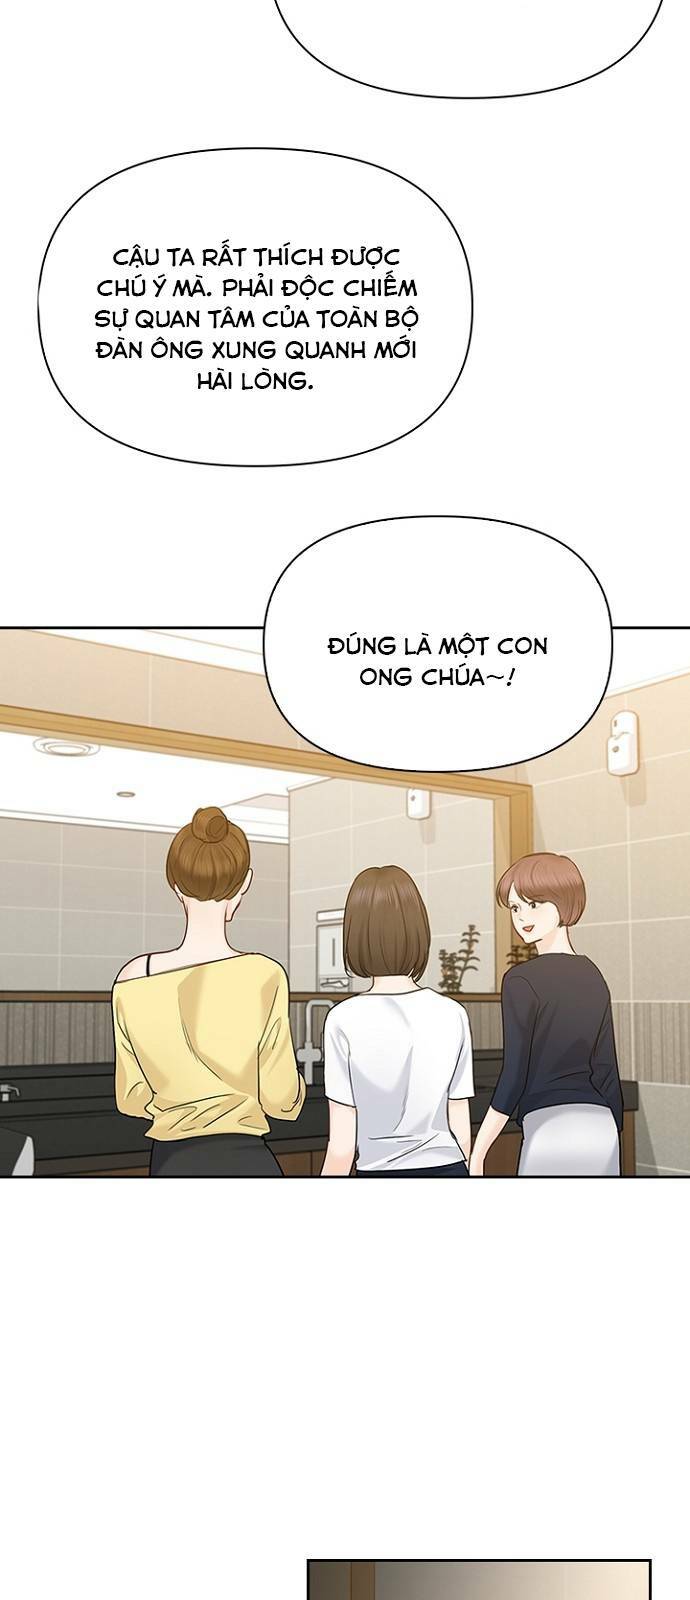 CẬU TA RẤT THÍCH ĐƯỢC
CHÚ Ý MÀ. PHẢI ĐỘC CHIẾM
SỰ QUAN TÂM CỦA TOÀN BỘ
ĐÀN ÔNG XUNG QUANH MỚI
HÀI LÒNG.
ĐÚNG LÀ MỘT CON
ONG CHÚA~!